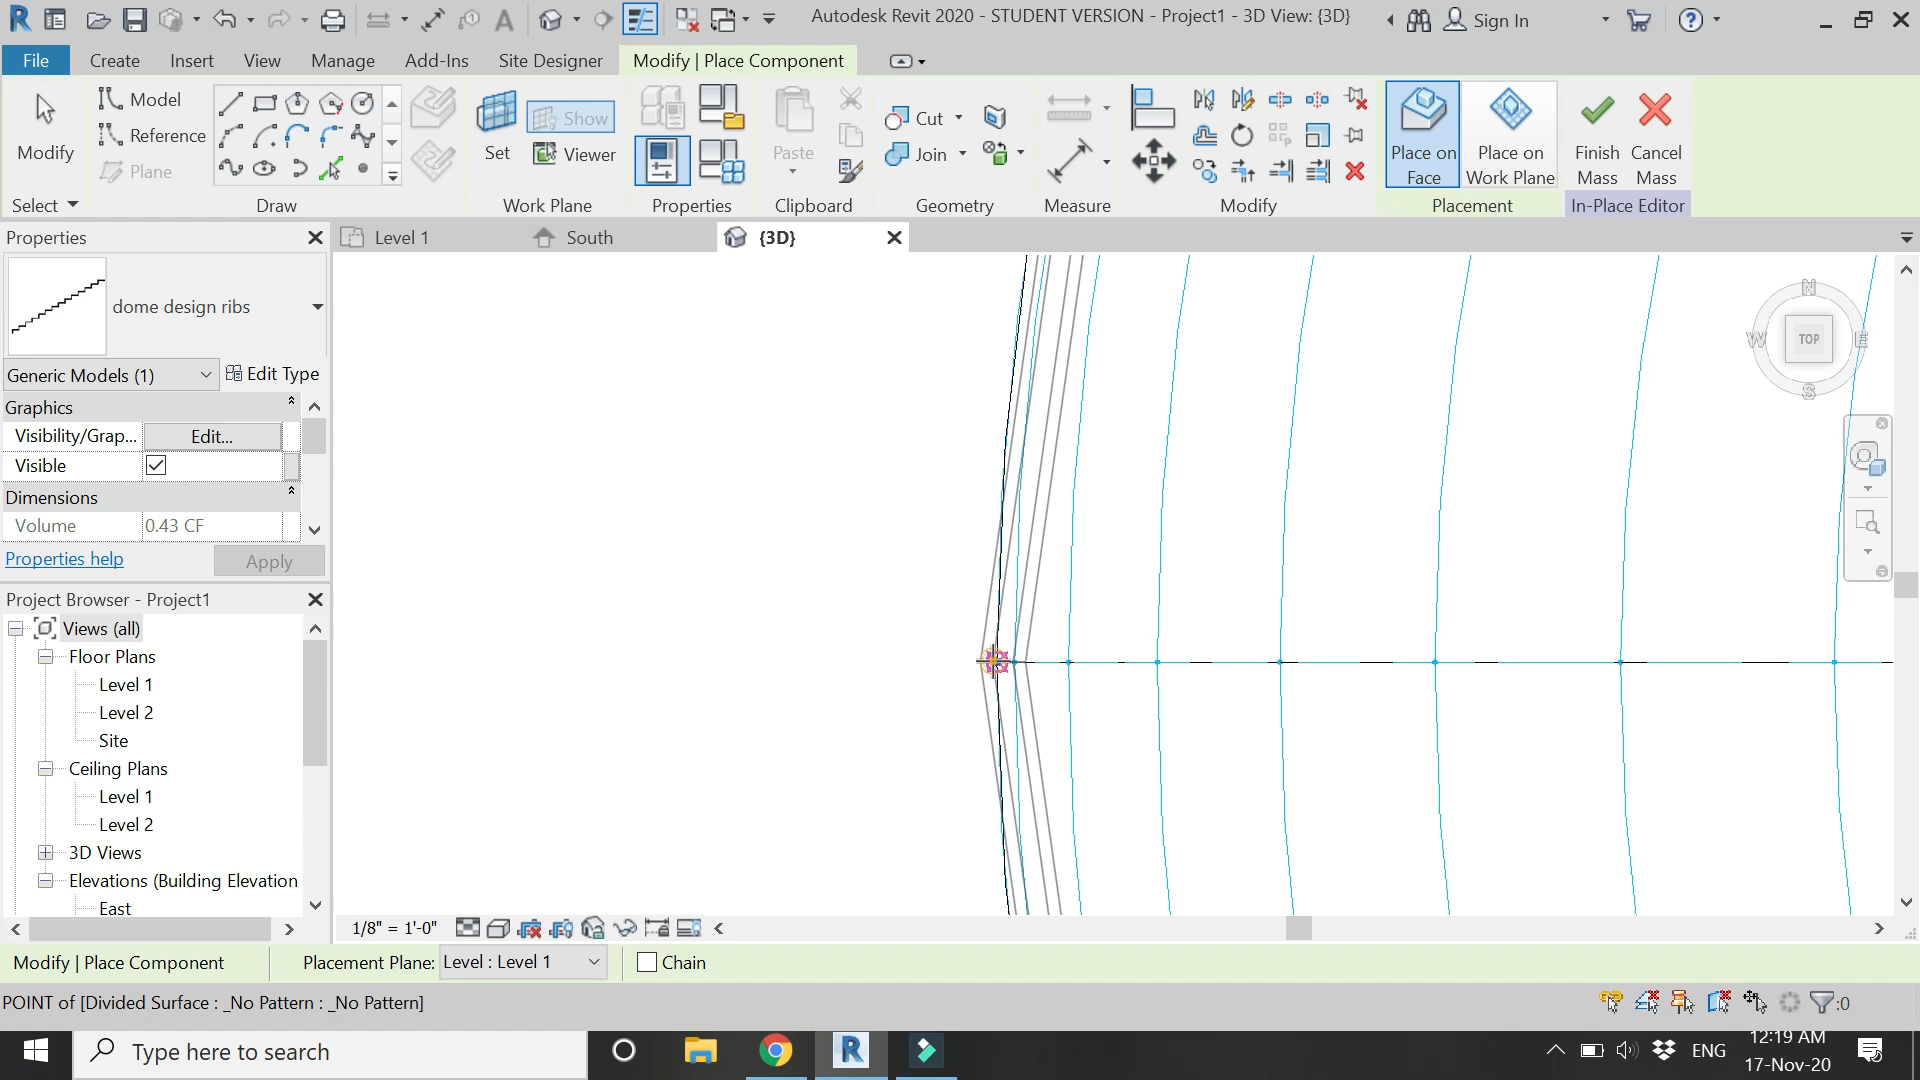 Autodesk Revit 2020 - STUDENT VERSION - Project1 - 3D View: {3D}
Sign In
File Create Insert View Manage Add-Ins Site Designer Modify | Place Component
Modify
Model
Reference
Plane
Set
Show
Viewer
Paste
Cut
Join
Place on Face
Place on Work Plane
Finish Mass
Cancel Mass
Select Draw Work Plane Properties Clipboard Geometry Measure Modify Placement In-Place Editor
Properties
Level 1
South
{3D}
dome design ribs
Generic Models (1)
Edit Type
Graphics
Visibility/Grap... Edit...
Visible
Dimensions
Volume 0.43 CF
Properties help Apply
Project Browser - Project1
Views (all)
Floor Plans
Level 1
Level 2
Site
Ceiling Plans
Level 1
Level 2
3D Views
Elevations (Building Elevation
East
N
W
TOP
E
S
1/8" = 1'-0"
Modify | Place Component Placement Plane: Level : Level 1 Chain
POINT of [Divided Surface : _No Pattern : _No Pattern]
:0
Type here to search
ENG
12:19 AM
17-Nov-20